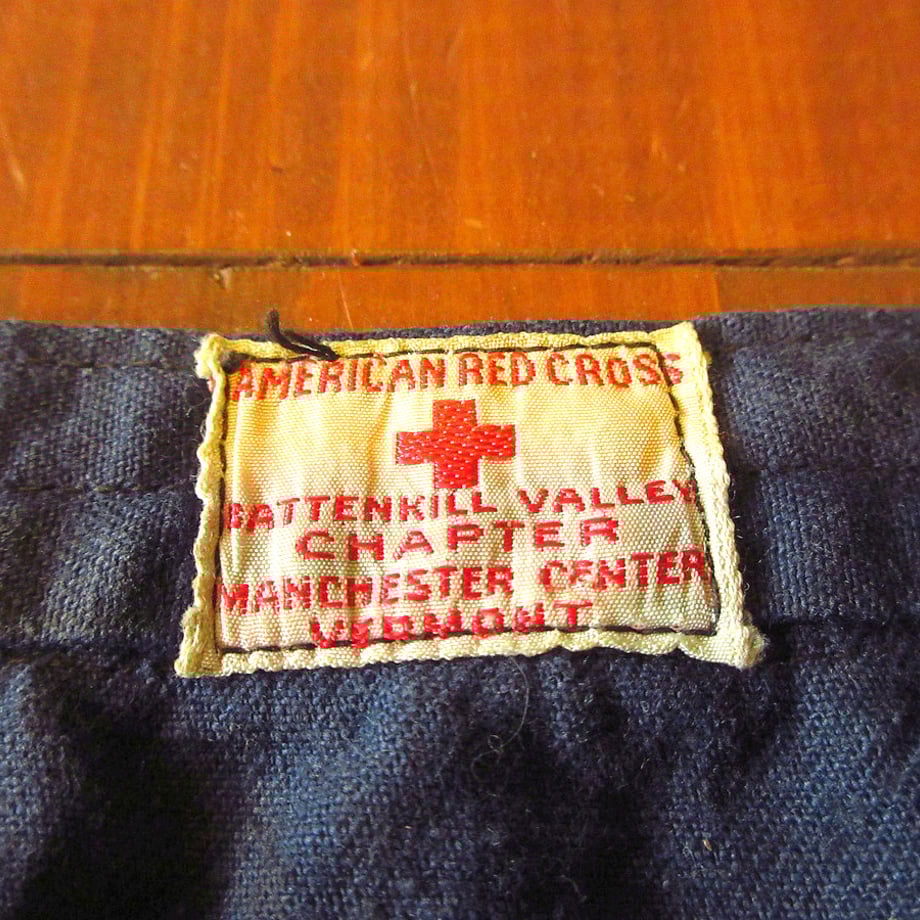 AMERICAN RED CROSS
BATTENKILL VALLEY
CHAPTER
MANCHESTER CENTER
VERMONT